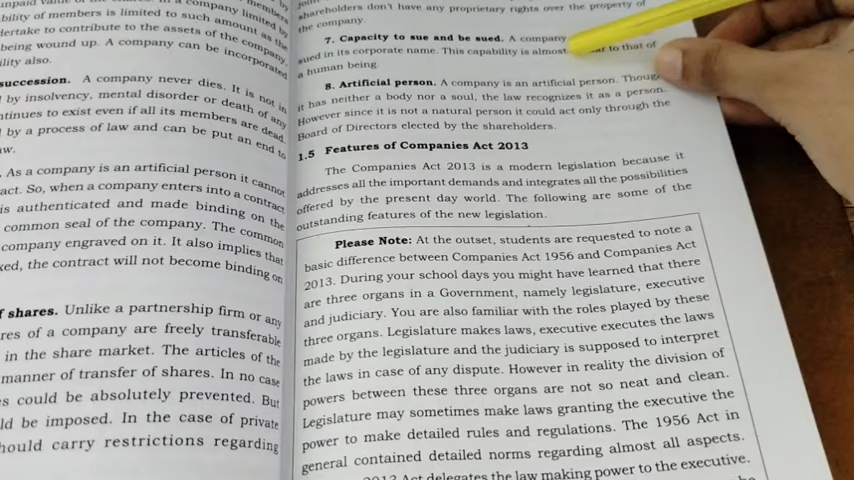 unpaid value of the shares. In a company limited by
bility of members is limited to such amount as the
dertake to contribute to the assets of the company,
being wound up. A company can be incorporated
ility also.
succession. A company never dies. It is not in
d by insolvency, mental disorder or death of any
ntinues to exist even if all its members are dead.
d by a process of law and can be put an end to
aw.
. As a company is an artificial person it cannot
act. So, when a company enters into a contract
is authenticated and made binding on the
common seal of the company. The common
company engraved on it. It also implies that
xed, the contract will not become binding on
f shares. Unlike a partnership firm or any
res of a company are freely transferable
in the share market. The articles of the
manner of transfer of shares. In no case
es could be absolutely prevented. But
ld be imposed. In the case of private
hould carry restrictions regarding
shareholders don't have any proprietary rights over the property of
the company.
7. Capacity to sue and be sued. A company
sued in its corporate name. This capability is almost to that of
a human being.
8. Artificial person. A company is an artificial person. Though
it has neither a body nor a soul, the law recognizes it as a person.
However since it is not a natural person it could act only through the
Board of Directors elected by the shareholders.
1.5 Features of Companies Act 2013
The Companies Act 2013 is a modern legislation because it
addresses all the important demands and integrates all the possibilities
offered by the present day world. The following are some of the
outstanding features of the new legislation.
Please Note: At the outset, students are requested to note a
basic difference between Companies Act 1956 and Companies Act
2013. During your school days you might have learned that there
are three organs in a Government, namely legislature, executive
and judiciary. You are also familiar with the roles played by these
three organs. Legislature makes laws, executive executes the laws
made by the legislature and the judiciary is supposed to interpret
the laws in case of any dispute. However in reality the division of
powers between these three organs are not so neat and clean.
Legislature may sometimes make laws granting the executive the
power to make detailed rules and regulations. The 1956 Act in
general contained detailed norms regarding almost all aspects.
2013 Act delegates the law making power to the executive.
be